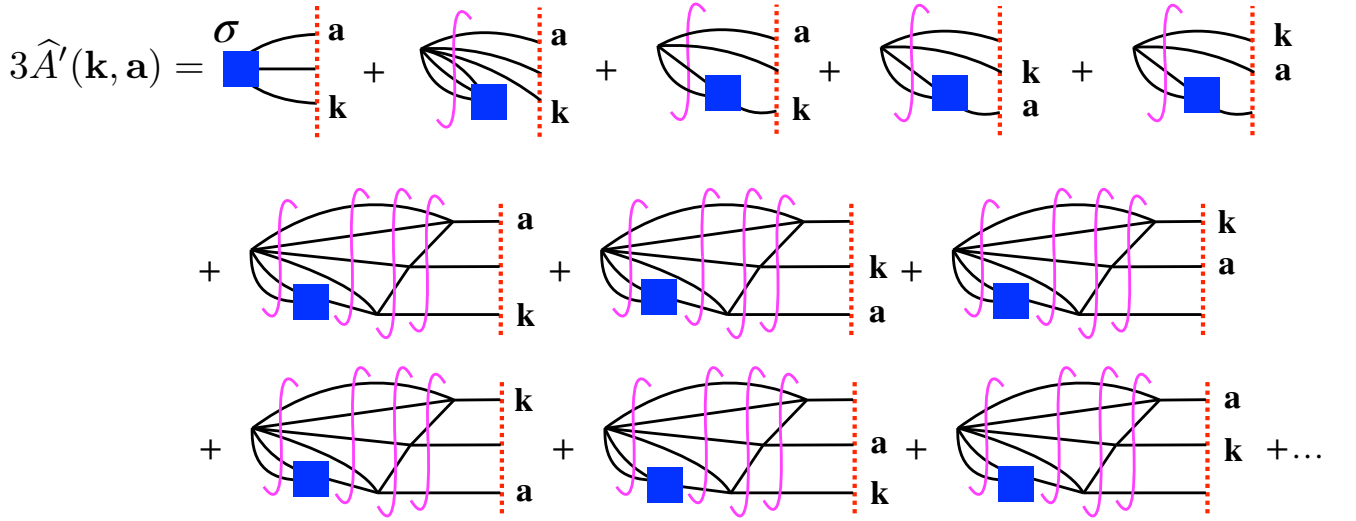 σ
3Â′(k, a) = a k + a k + a k + k a + k a
+ a k + k a + k a
+ k a + a k + a k +...